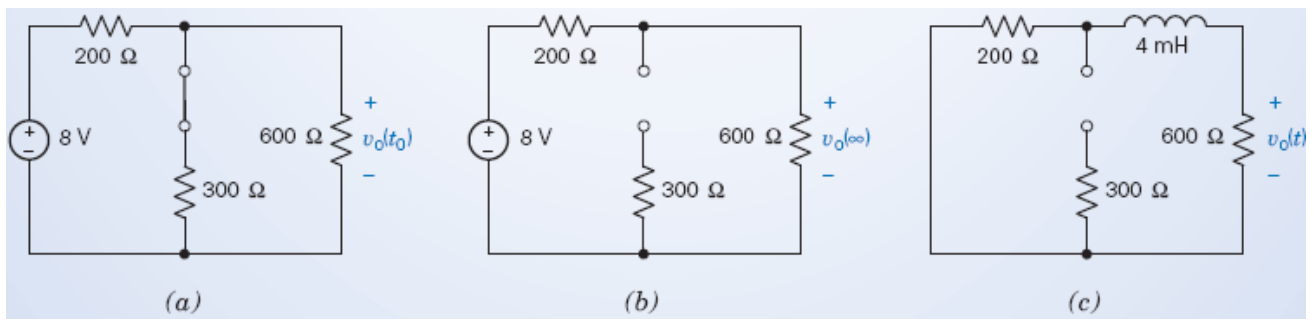 200 Ω
8 V
+
−
600 Ω
+
v₀(t₀)
−
300 Ω
(a)
200 Ω
8 V
+
−
600 Ω
+
v₀(∞)
−
300 Ω
(b)
200 Ω
4 mH
600 Ω
+
v₀(t)
−
300 Ω
(c)